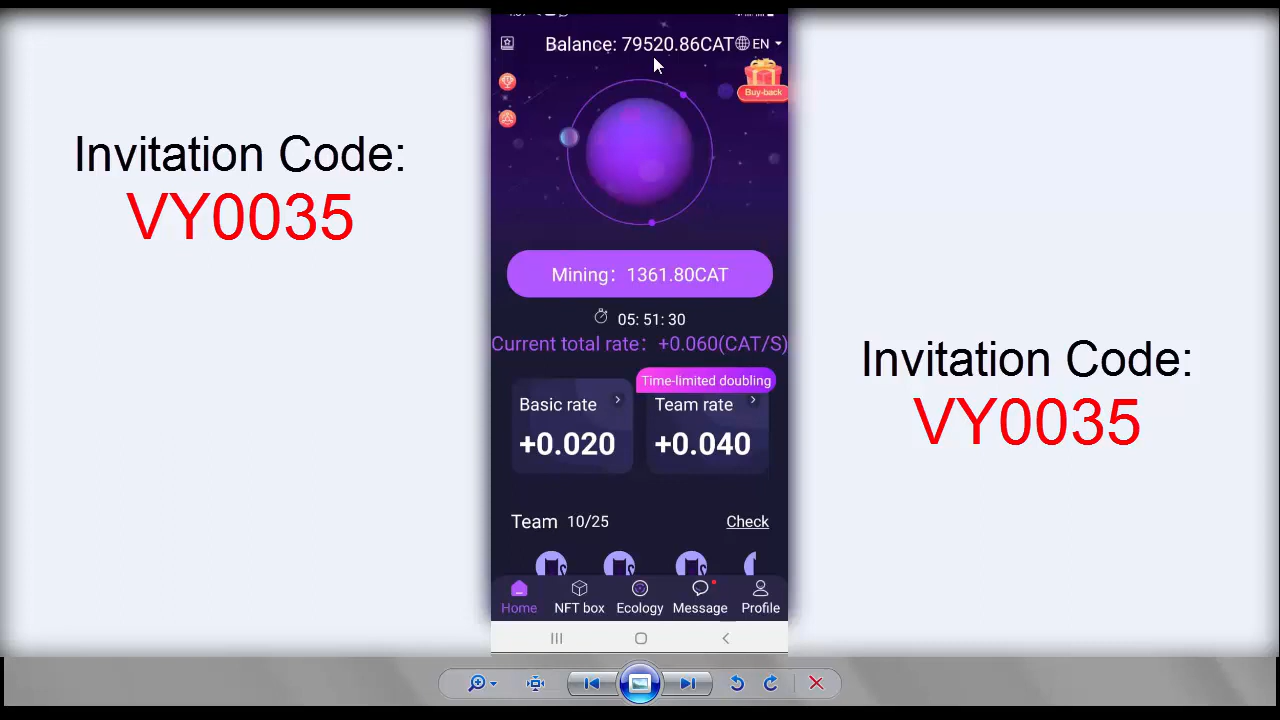 Balance: 79520.86CAT
EN
Buy-back
Invitation Code:
VY0035
Mining：1361.80CAT
05: 51: 30
Current total rate：+0.060(CAT/S)
Time-limited doubling
Basic rate
Team rate
+0.020
+0.040
Invitation Code:
VY0035
Team 10/25
Check
Home
NFT box
Ecology
Message
Profile